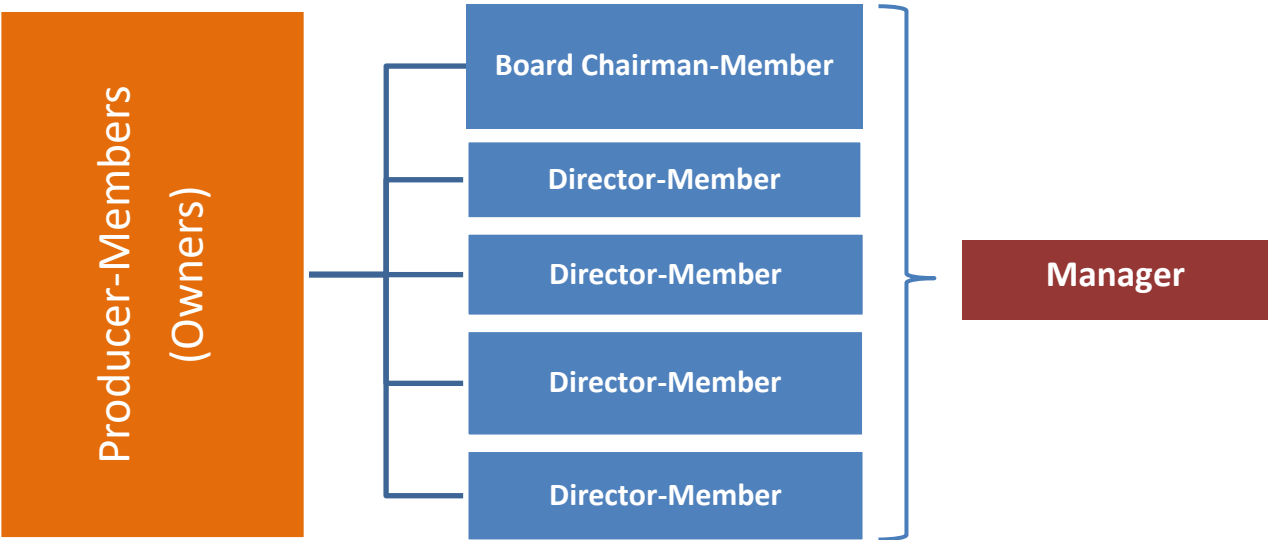 Producer-Members
(Owners)
Board Chairman-Member
Director-Member
Director-Member
Director-Member
Director-Member
Manager